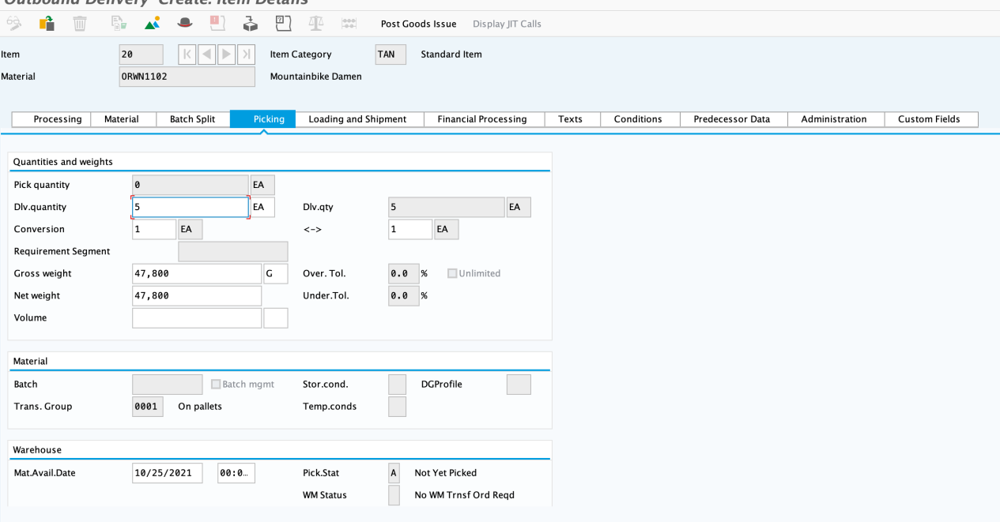 Outbound Delivery Create: Item Details
Post Goods Issue Display JIT Calls
Item 20 Item Category TAN Standard Item
Material ORWN1102 Mountainbike Damen
Processing Material Batch Split Picking Loading and Shipment Financial Processing Texts Conditions Predecessor Data Administration Custom Fields
Quantities and weights
Pick quantity 0 EA
Dlv.quantity 5 EA Dlv.qty 5 EA
Conversion 1 EA <-> 1 EA
Requirement Segment
Gross weight 47,800 G Over. Tol. 0.0 % Unlimited
Net weight 47,800 Under.Tol. 0.0 %
Volume
Material
Batch Batch mgmt Stor.cond. DGProfile
Trans. Group 0001 On pallets Temp.conds
Warehouse
Mat.Avail.Date 10/25/2021 00:0… Pick.Stat A Not Yet Picked
WM Status No WM Trnsf Ord Reqd